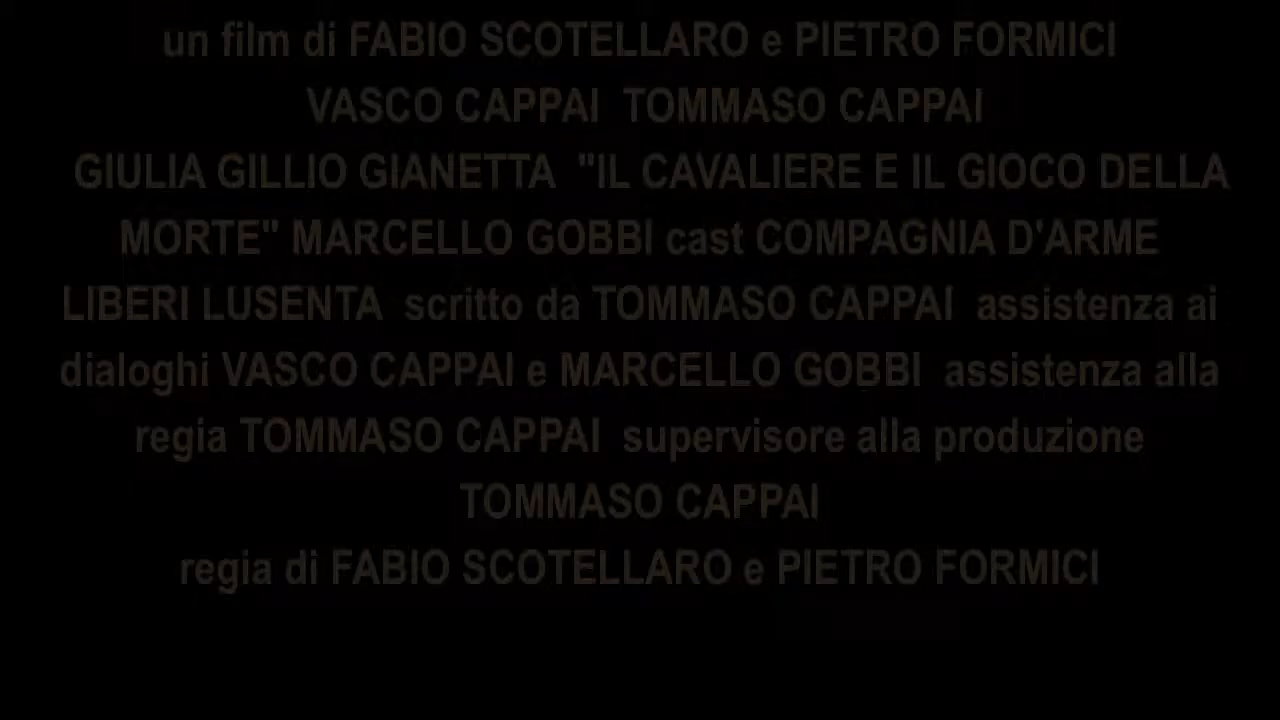 un film di FABIO SCOTELLARO e PIETRO FORMICI
VASCO CAPPAI TOMMASO CAPPAI
GIULIA GILLIO GIANETTA "IL CAVALIERE E IL GIOCO DELLA
MORTE" MARCELLO GOBBI cast COMPAGNIA D'ARME
LIBERI LUSENTA scritto da TOMMASO CAPPAI assistenza ai
dialoghi VASCO CAPPAI e MARCELLO GOBBI assistenza alla
regia TOMMASO CAPPAI supervisore alla produzione
TOMMASO CAPPAI
regia di FABIO SCOTELLARO e PIETRO FORMICI